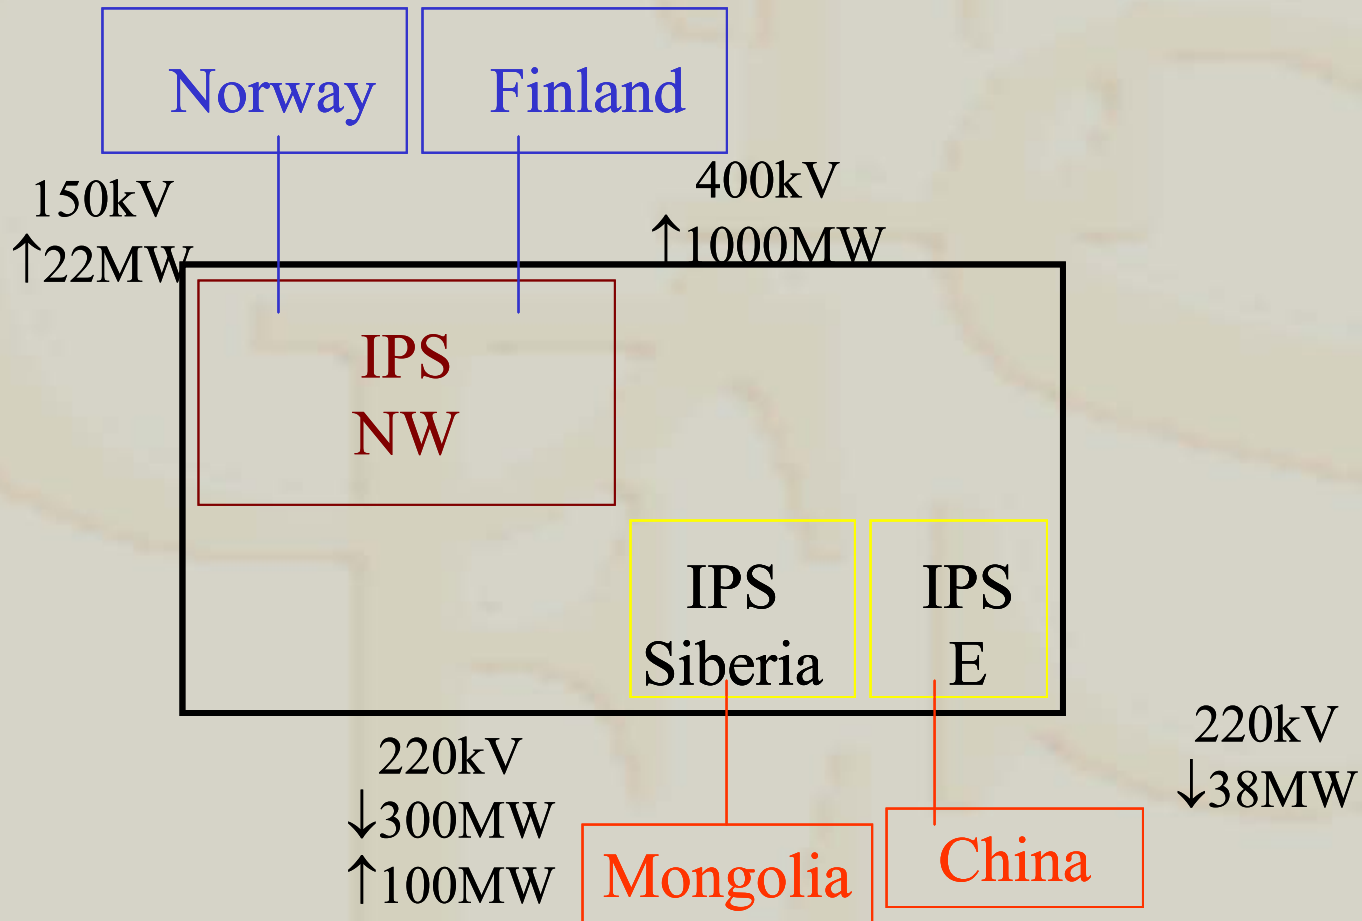 Norway
Finland
150kV
↑22MW
400kV
↑1000MW
IPS
NW
IPS
Siberia
IPS
E
220kV
↓300MW
↑100MW
Mongolia
China
220kV
↓38MW